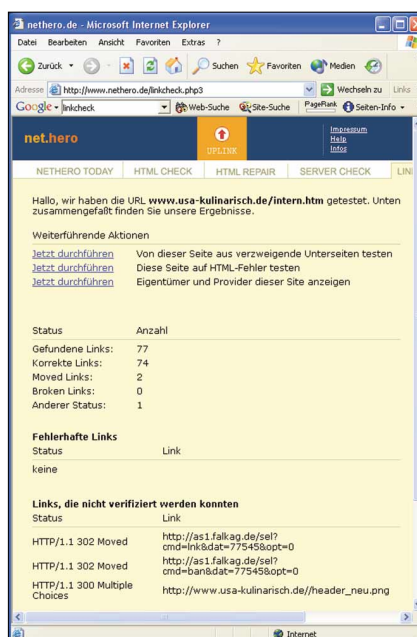 nethero.de - Microsoft Internet Explorer
Datei Bearbeiten Ansicht Favoriten Extras ?
Zurück Suchen Favoriten Medien
Adresse http://www.nethero.de/linkcheck.php3 Wechseln zu Links
Google linkcheck Web-Suche Site-Suche PageRank Seiten-Info
net.hero UPLINK Impressum
Help
Infos
NETHERO TODAY HTML CHECK HTML REPAIR SERVER CHECK LIN
Hallo, wir haben die URL www.usa-kulinarisch.de/intern.htm getestet. Unten
zusammengefaßt finden Sie unsere Ergebnisse.
Weiterführende Aktionen
Jetzt durchführen Von dieser Seite aus verzweigende Unterseiten testen
Jetzt durchführen Diese Seite auf HTML-Fehler testen
Jetzt durchführen Eigentümer und Provider dieser Site anzeigen
Status Anzahl
Gefundene Links: 77
Korrekte Links: 74
Moved Links: 2
Broken Links: 0
Anderer Status: 1
Fehlerhafte Links
Status Link
keine
Links, die nicht verifiziert werden konnten
Status Link
HTTP/1.1 302 Moved http://as1.falkag.de/sel?
cmd=lnk&dat=77545&opt=0
HTTP/1.1 302 Moved http://as1.falkag.de/sel?
cmd=ban&dat=77545&opt=0
HTTP/1.1 300 Multiple
Choices http://www.usa-kulinarisch.de//header_neu.png
Internet